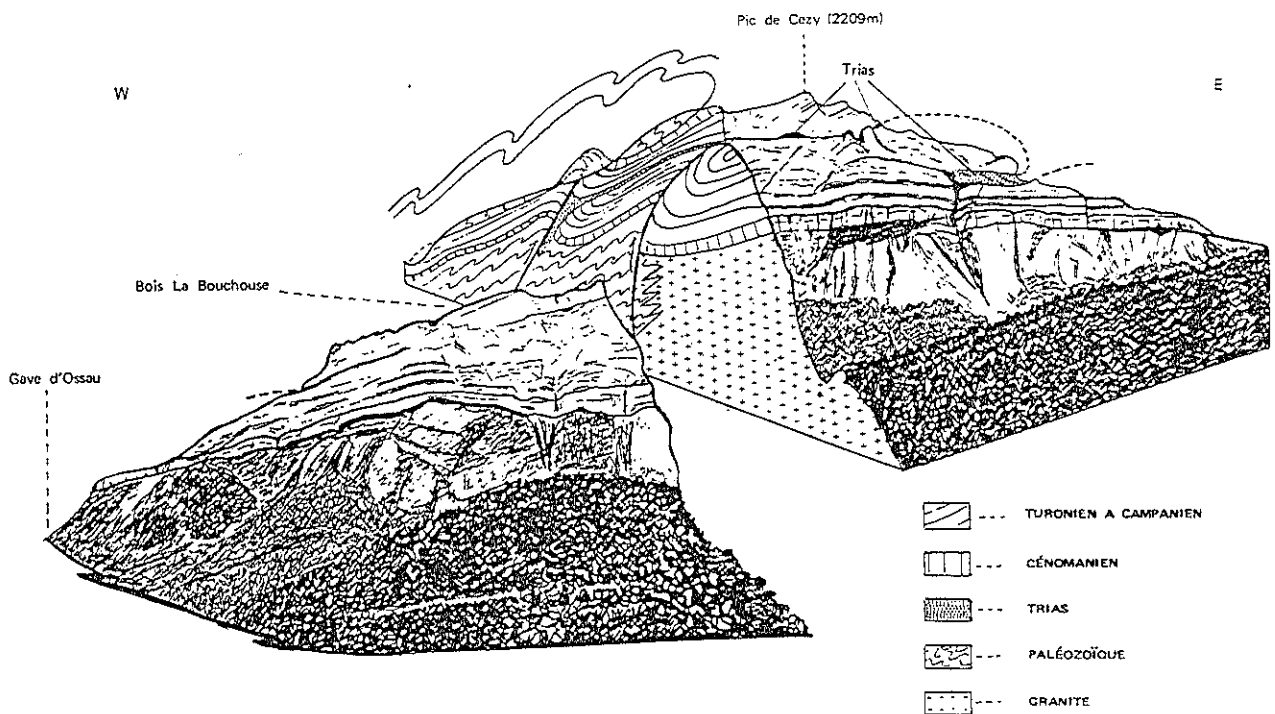 Pic de Cezy (2209m)
Trias
W
E
Bois La Bouchouse
Gave d'Ossau
TURONIEN A CAMPANIEN
CÉNOMANIEN
TRIAS
PALÉOZOÏQUE
GRANITE